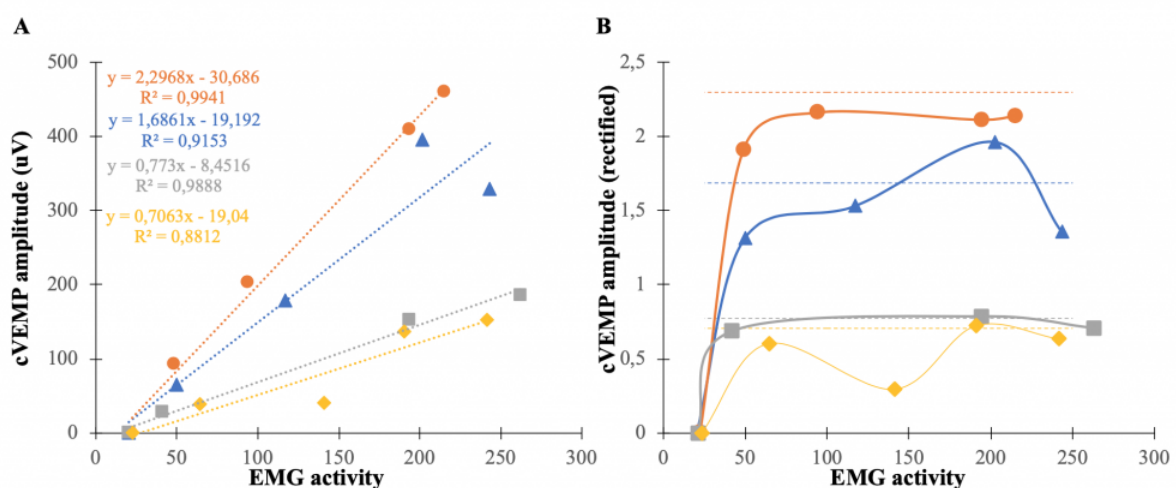 A
cVEMP amplitude (uV)
500
400
300
200
100
0
y = 2,2968x - 30,686
R² = 0,9941
y = 1,6861x - 19,192
R² = 0,9153
y = 0,773x - 8,4516
R² = 0,9888
y = 0,7063x - 19,04
R² = 0,8812
0 50 100 150 200 250 300
EMG activity
B
cVEMP amplitude (rectified)
2,5
2
1,5
1
0,5
0
0 50 100 150 200 250 300
EMG activity